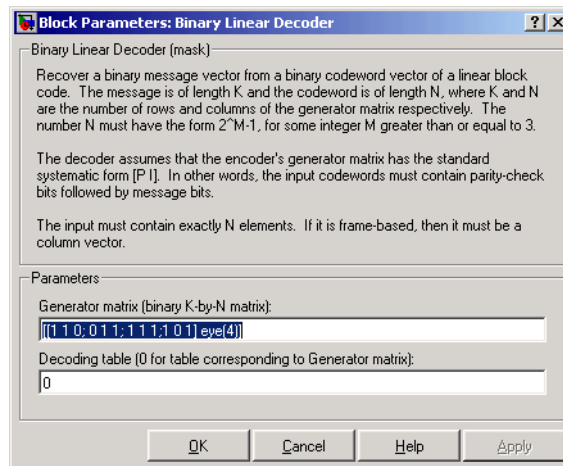 Block Parameters: Binary Linear Decoder
Binary Linear Decoder (mask)
Recover a binary message vector from a binary codeword vector of a linear block
code. The message is of length K and the codeword is of length N, where K and N
are the number of rows and columns of the generator matrix respectively. The
number N must have the form 2^M-1, for some integer M greater than or equal to 3.
The decoder assumes that the encoder's generator matrix has the standard
systematic form [P I]. In other words, the input codewords must contain parity-check
bits followed by message bits.
The input must contain exactly N elements. If it is frame-based, then it must be a
column vector.
Parameters
Generator matrix (binary K-by-N matrix):
[[1 1 0; 0 1 1; 1 1 1;1 0 1] eye(4)]
Decoding table (0 for table corresponding to Generator matrix):
0
OK Cancel Help Apply